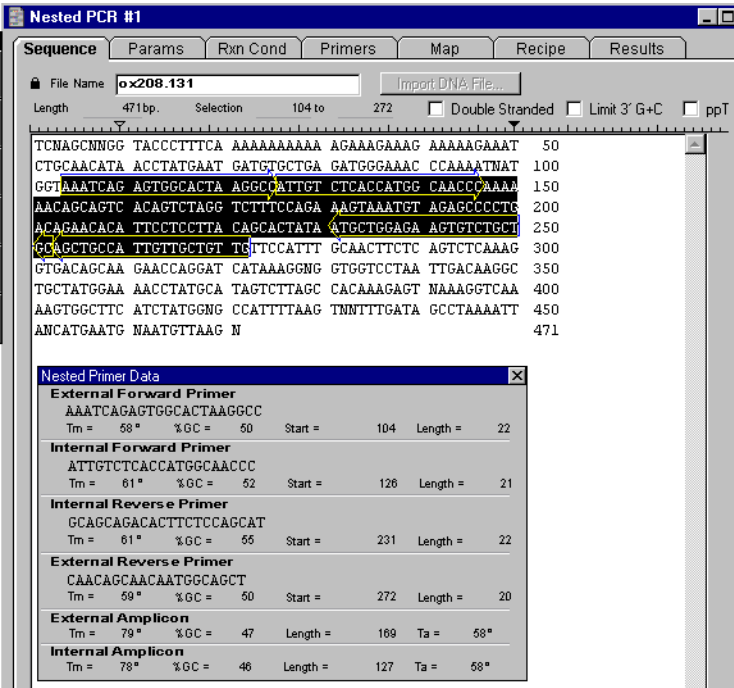 Nested PCR #1
Sequence Params Rxn Cond Primers Map Recipe Results
File Name ox208.131 Import DNA File...
Length 471 bp. Selection 104 to 272 Double Stranded Limit 3´ G+C ppT
TCNAGCNNGG TACCCTTTCA AAAAAAAAAA AGAAAGAAAG AAAAAGAAAT 50
CTGCAACATA ACCTATGAAT GATGTGCTGA GATGGGAAAC CCAAAATNAT 100
GGTAAATCAG AGTGGCACTA AGGCCATTGT CTCACCATGG CAACCCAAAA 150
AACAGCAGTC ACAGTCTAGG TCTTTCCAGA AAGTAAATGT AGAGCCCCTG 200
ACAGAACACA TTCCTCCTTA CAGCACTATA ATGCTGGAGA AGTGTCTGCT 250
GCAGCTGCCA TTGTTGCTGT TGTTCCATTT GCAACTTCTC AGTCTCAAAG 300
GTGACAGCAA GAACCAGGAT CATAAAGGNG GTGGTCCTAA TTGACAAGGC 350
TGCTATGGAA AACCTATGCA TAGTCTTAGC CACAAAGAGT NAAAGGTCAA 400
AAGTGGCTTC ATCTATGGNG CCATTTTAAG TNNTTTGATA GCCTAAAATT 450
ANCATGAATG NAATGTTAAG N 471
Nested Primer Data
External Forward Primer
AAATCAGAGTGGCACTAAGGCC
Tm = 58° %GC = 50 Start = 104 Length = 22
Internal Forward Primer
ATTGTCTCACCATGGCAACCC
Tm = 61° %GC = 52 Start = 126 Length = 21
Internal Reverse Primer
GCAGCAGACACTTCTCCAGCAT
Tm = 61° %GC = 55 Start = 231 Length = 22
External Reverse Primer
CAACAGCAACAATGGCAGCT
Tm = 59° %GC = 50 Start = 272 Length = 20
External Amplicon
Tm = 79° %GC = 47 Length = 169 Ta = 58°
Internal Amplicon
Tm = 78° %GC = 46 Length = 127 Ta = 58°